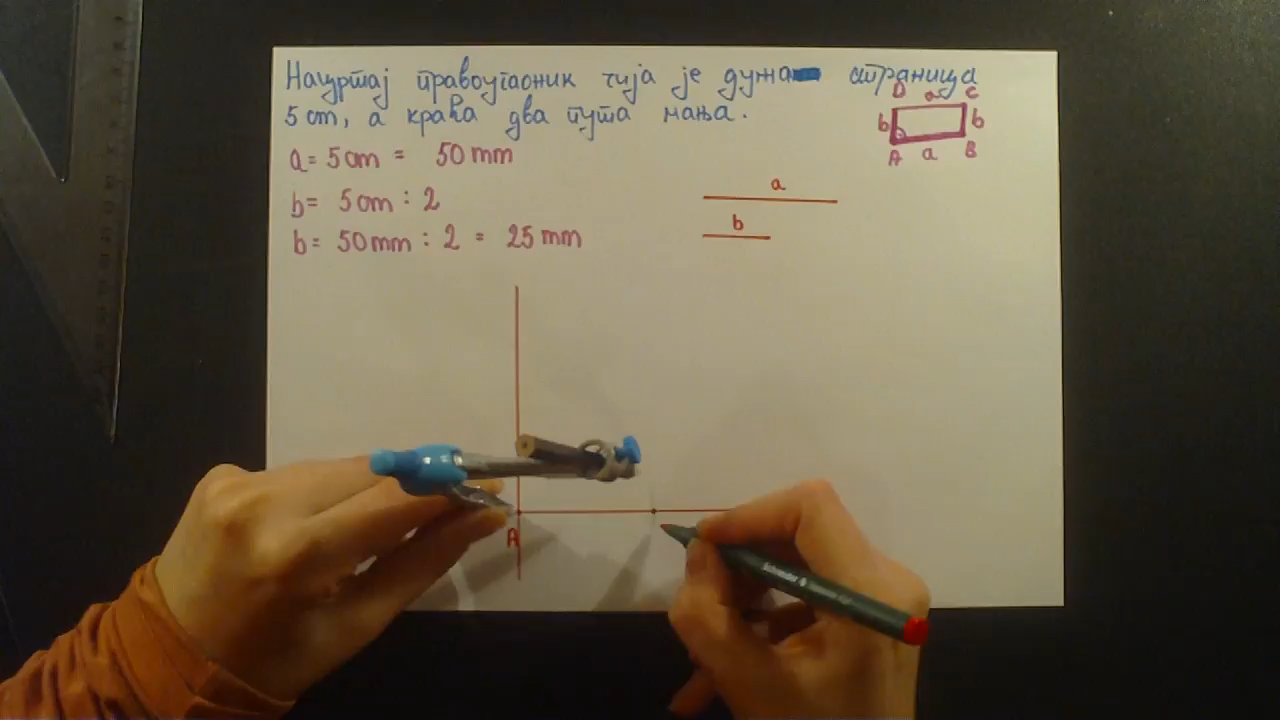 Нацртај правоугаоник чија је дужа страница
5 cm, а краћа два пута мања.
D a C
b b
A a B
a = 5 cm = 50 mm
b = 5 cm : 2
b = 50 mm : 2 = 25 mm
a
b
A
Schneider